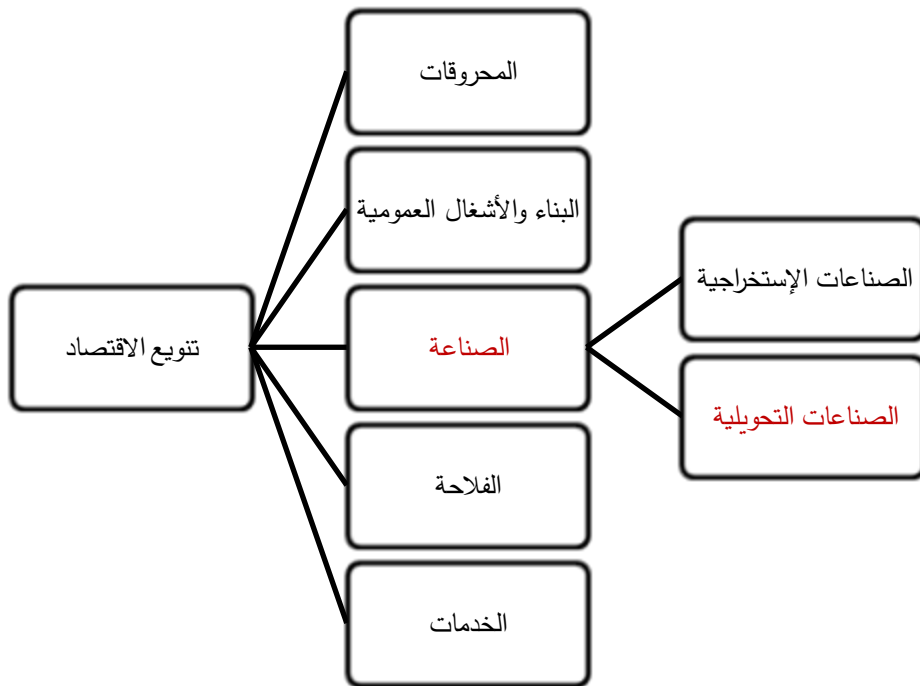 المحروقات
البناء والأشغال العمومية
الصناعات الإستخراجية
تنويع الاقتصاد
الصناعة
الصناعات التحويلية
الفلاحة
الخدمات